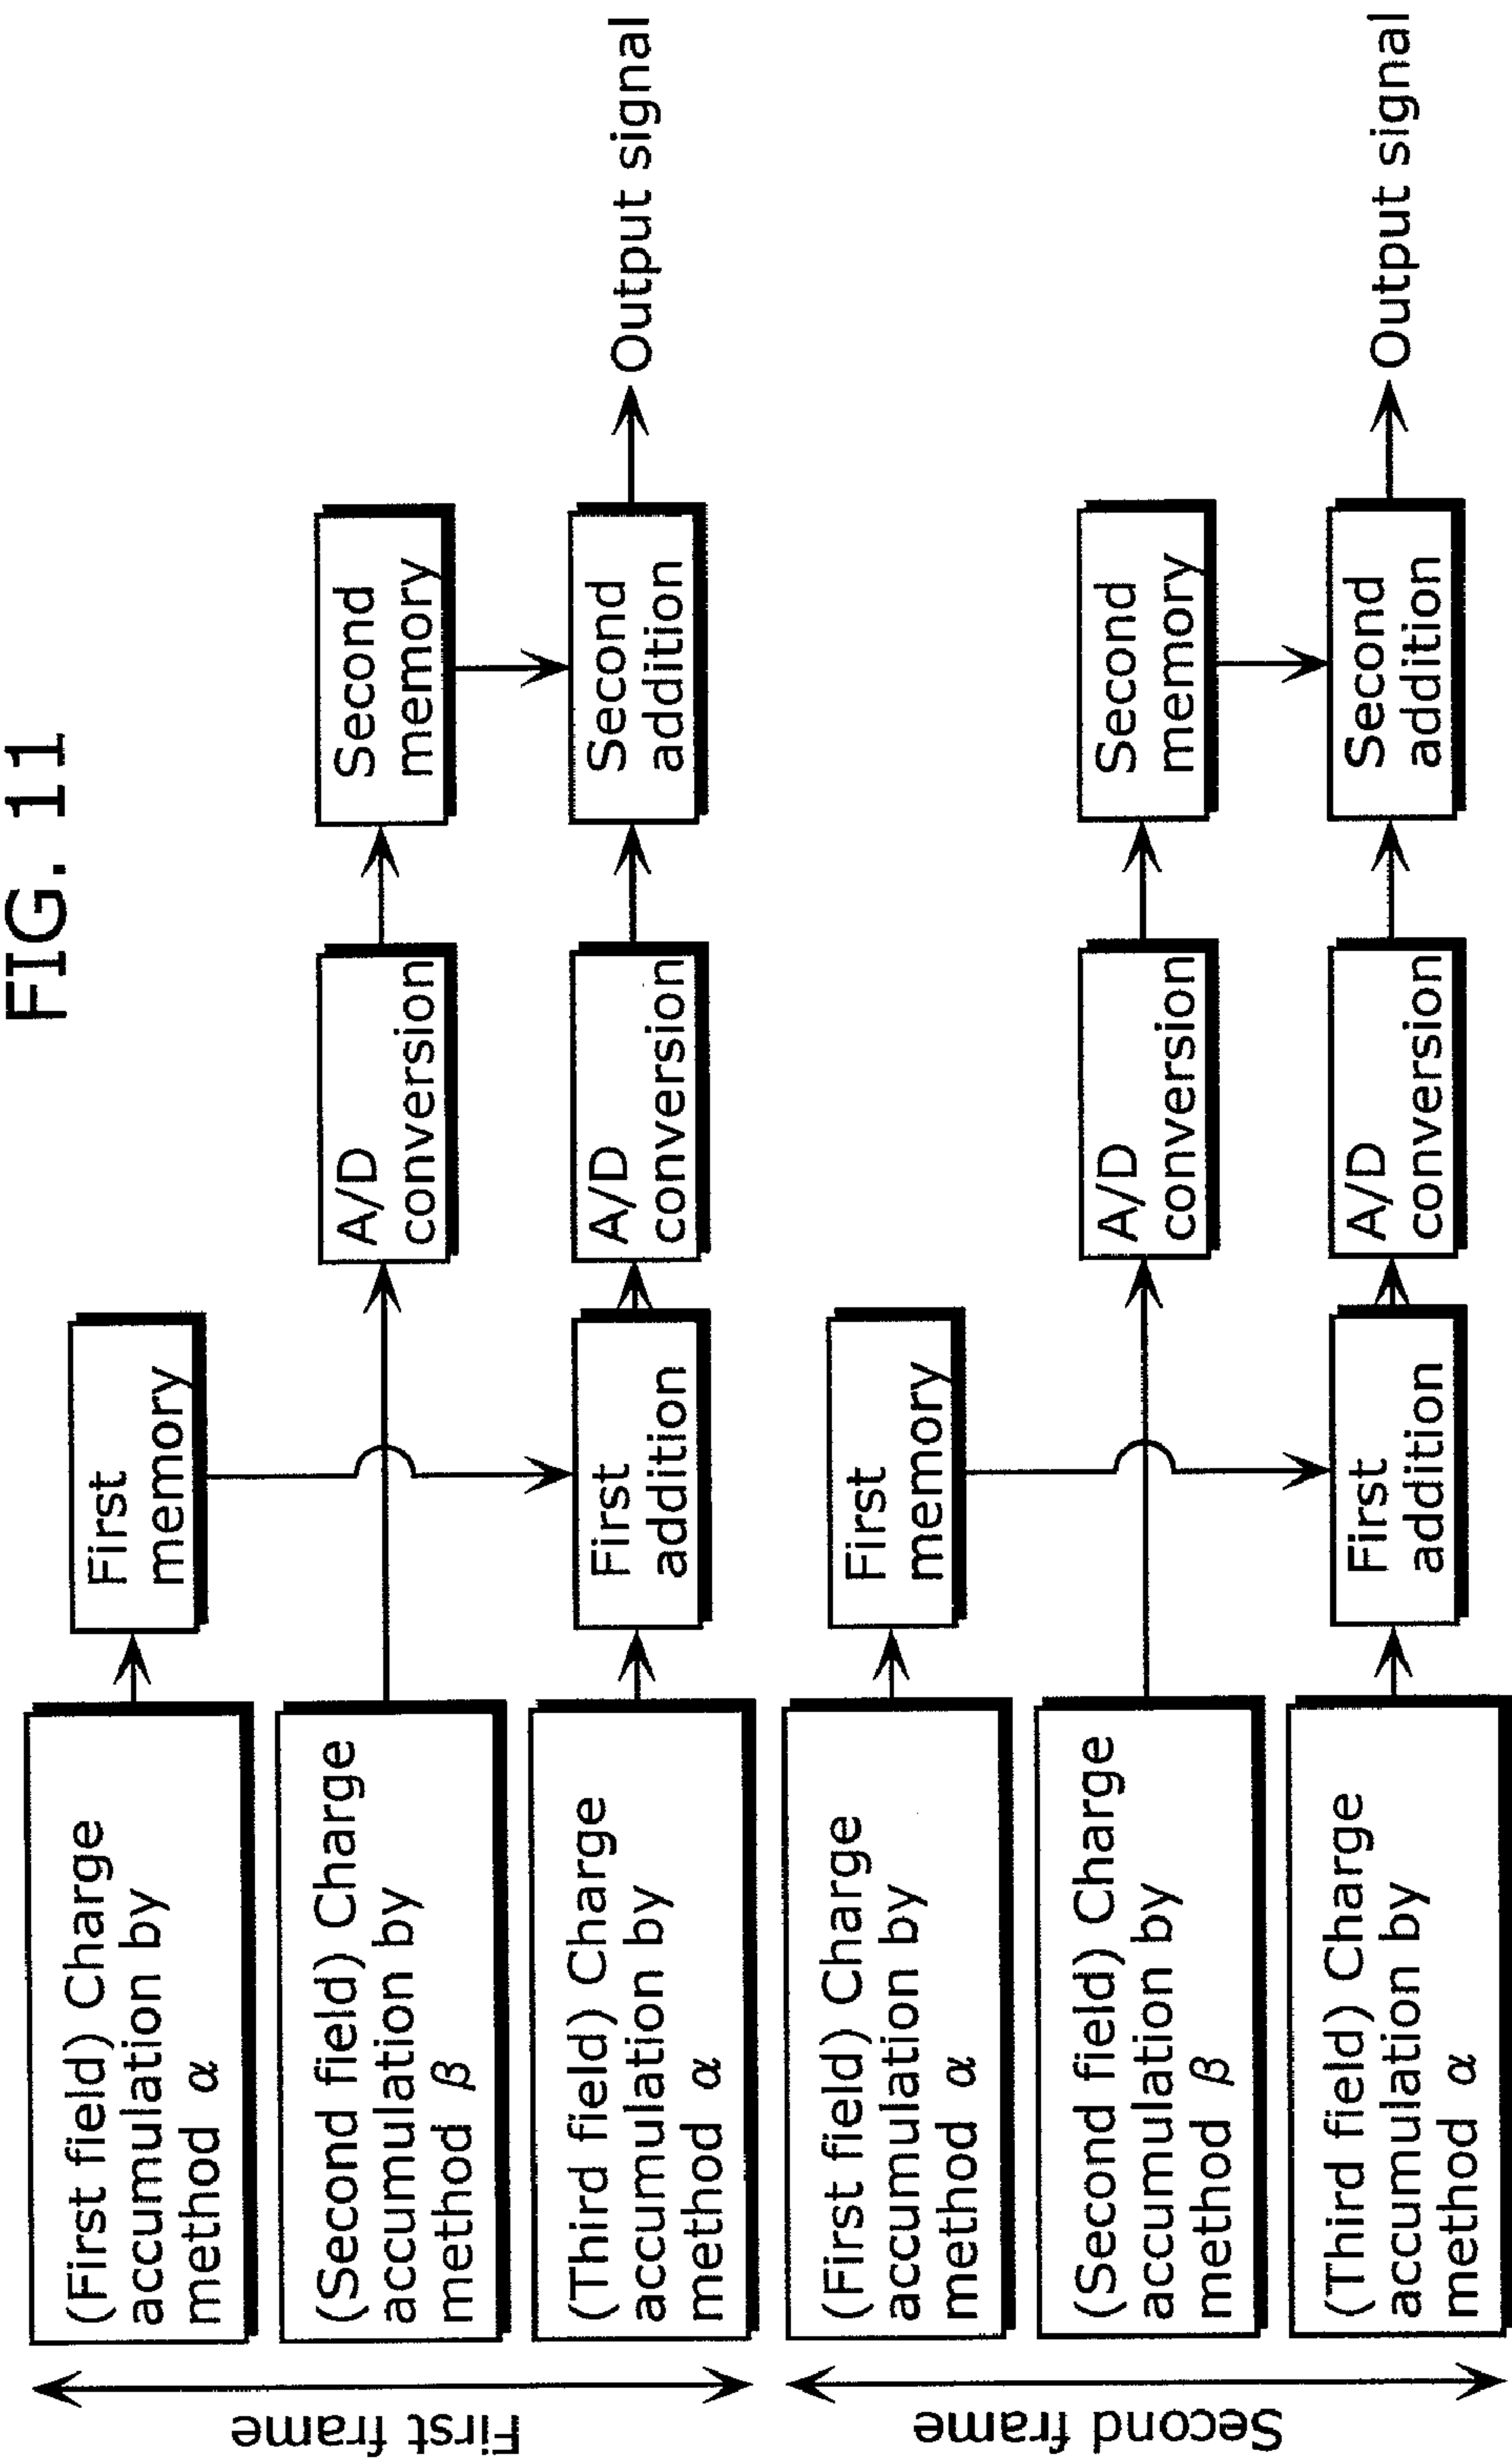 FIG. 11
First frame
(First field) Charge
accumulation by
method α
First
memory
(Second field) Charge
accumulation by
method β
A/D
conversion
Second
memory
(Third field) Charge
accumulation by
method α
First
addition
A/D
conversion
Second
addition
Output signal
Second frame
(First field) Charge
accumulation by
method α
First
memory
(Second field) Charge
accumulation by
method β
A/D
conversion
Second
memory
(Third field) Charge
accumulation by
method α
First
addition
A/D
conversion
Second
addition
Output signal